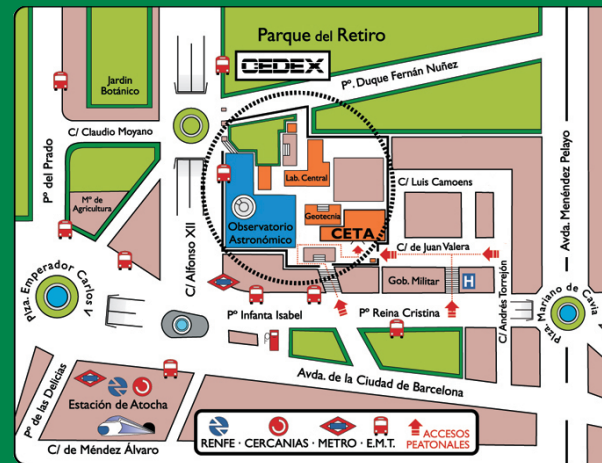 Parque del Retiro
CEDEX
Pº. Duque Fernán Nuñez
Jardin
Botánico
C/ Claudio Moyano
Pº del Prado
Mº de
Agricultura
Lab. Central
Geotecnia
CETA
Observatorio
Astronómico
C/ Alfonso XII
C/ Luis Camoens
C/ de Juan Valera
Avda. Menéndez Pelayo
Gob. Militar
H
C/ Andrés Torrejón
Plza. Emperador Carlos V
Plza. Mariano de Cavia
Pº Infanta Isabel
Pº Reina Cristina
Avda. de la Ciudad de Barcelona
Pº de las Delicias
Estación de Atocha
C/ de Méndez Álvaro
RENFE · CERCANIAS · METRO · E.M.T.
ACCESOS
PEATONALES